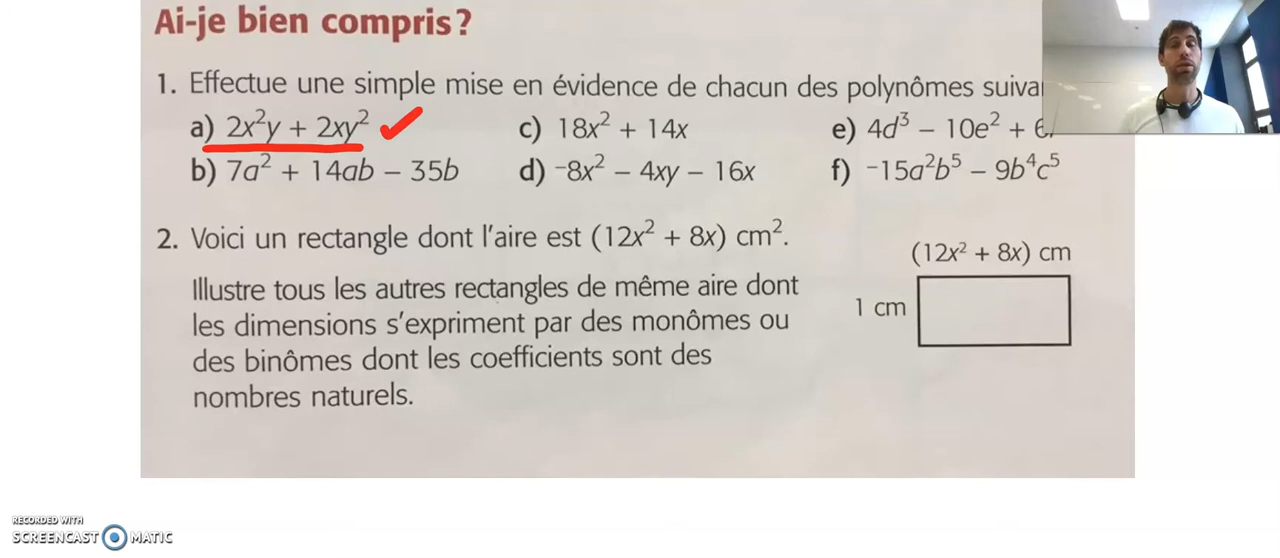 Ai-je bien compris ?
1. Effectue une simple mise en évidence de chacun des polynômes
a) 2x²y + 2xy² c) 18x² + 14x e) 4d³ – 10e² + 6
b) 7a² + 14ab – 35b d) ⁻8x² – 4xy – 16x f) ⁻15a²b⁵ – 9b⁴c⁵
2. Voici un rectangle dont l'aire est (12x² + 8x) cm².
(12x² + 8x) cm
Illustre tous les autres rectangles de même aire dont
1 cm
les dimensions s'expriment par des monômes ou
des binômes dont les coefficients sont des
nombres naturels.
RECORDED WITH
SCREENCAST MATIC